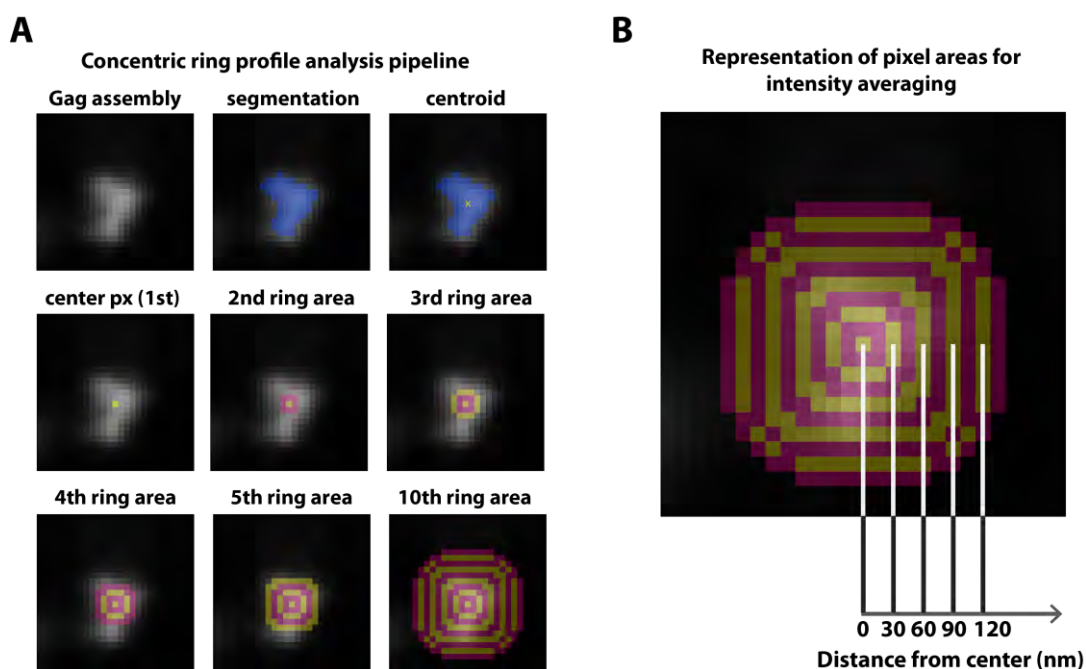 A
Concentric ring profile analysis pipeline
Gag assembly
segmentation
centroid
center px (1st)
2nd ring area
3rd ring area
4th ring area
5th ring area
10th ring area
B
Representation of pixel areas for
intensity averaging
0 30 60 90 120
Distance from center (nm)